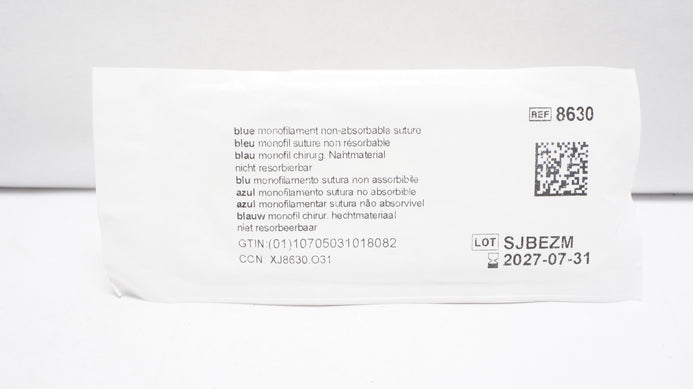 REF 8630
blue monofilament non-absorbable suture
bleu monofil suture non résorbable
blau monofil chirurg. Nahtmaterial
nicht resorbierbar
blu monofilamento sutura non assorbibile
azul monofilamento sutura no absorbible
azul monofilamentar sutura não absorvível
blauw monofil chirur. hechtmateriaal
niet resorbeerbaar
GTIN:(01)10705031018082
CCN: XJ8630.O31
LOT SJBEZM
2027-07-31